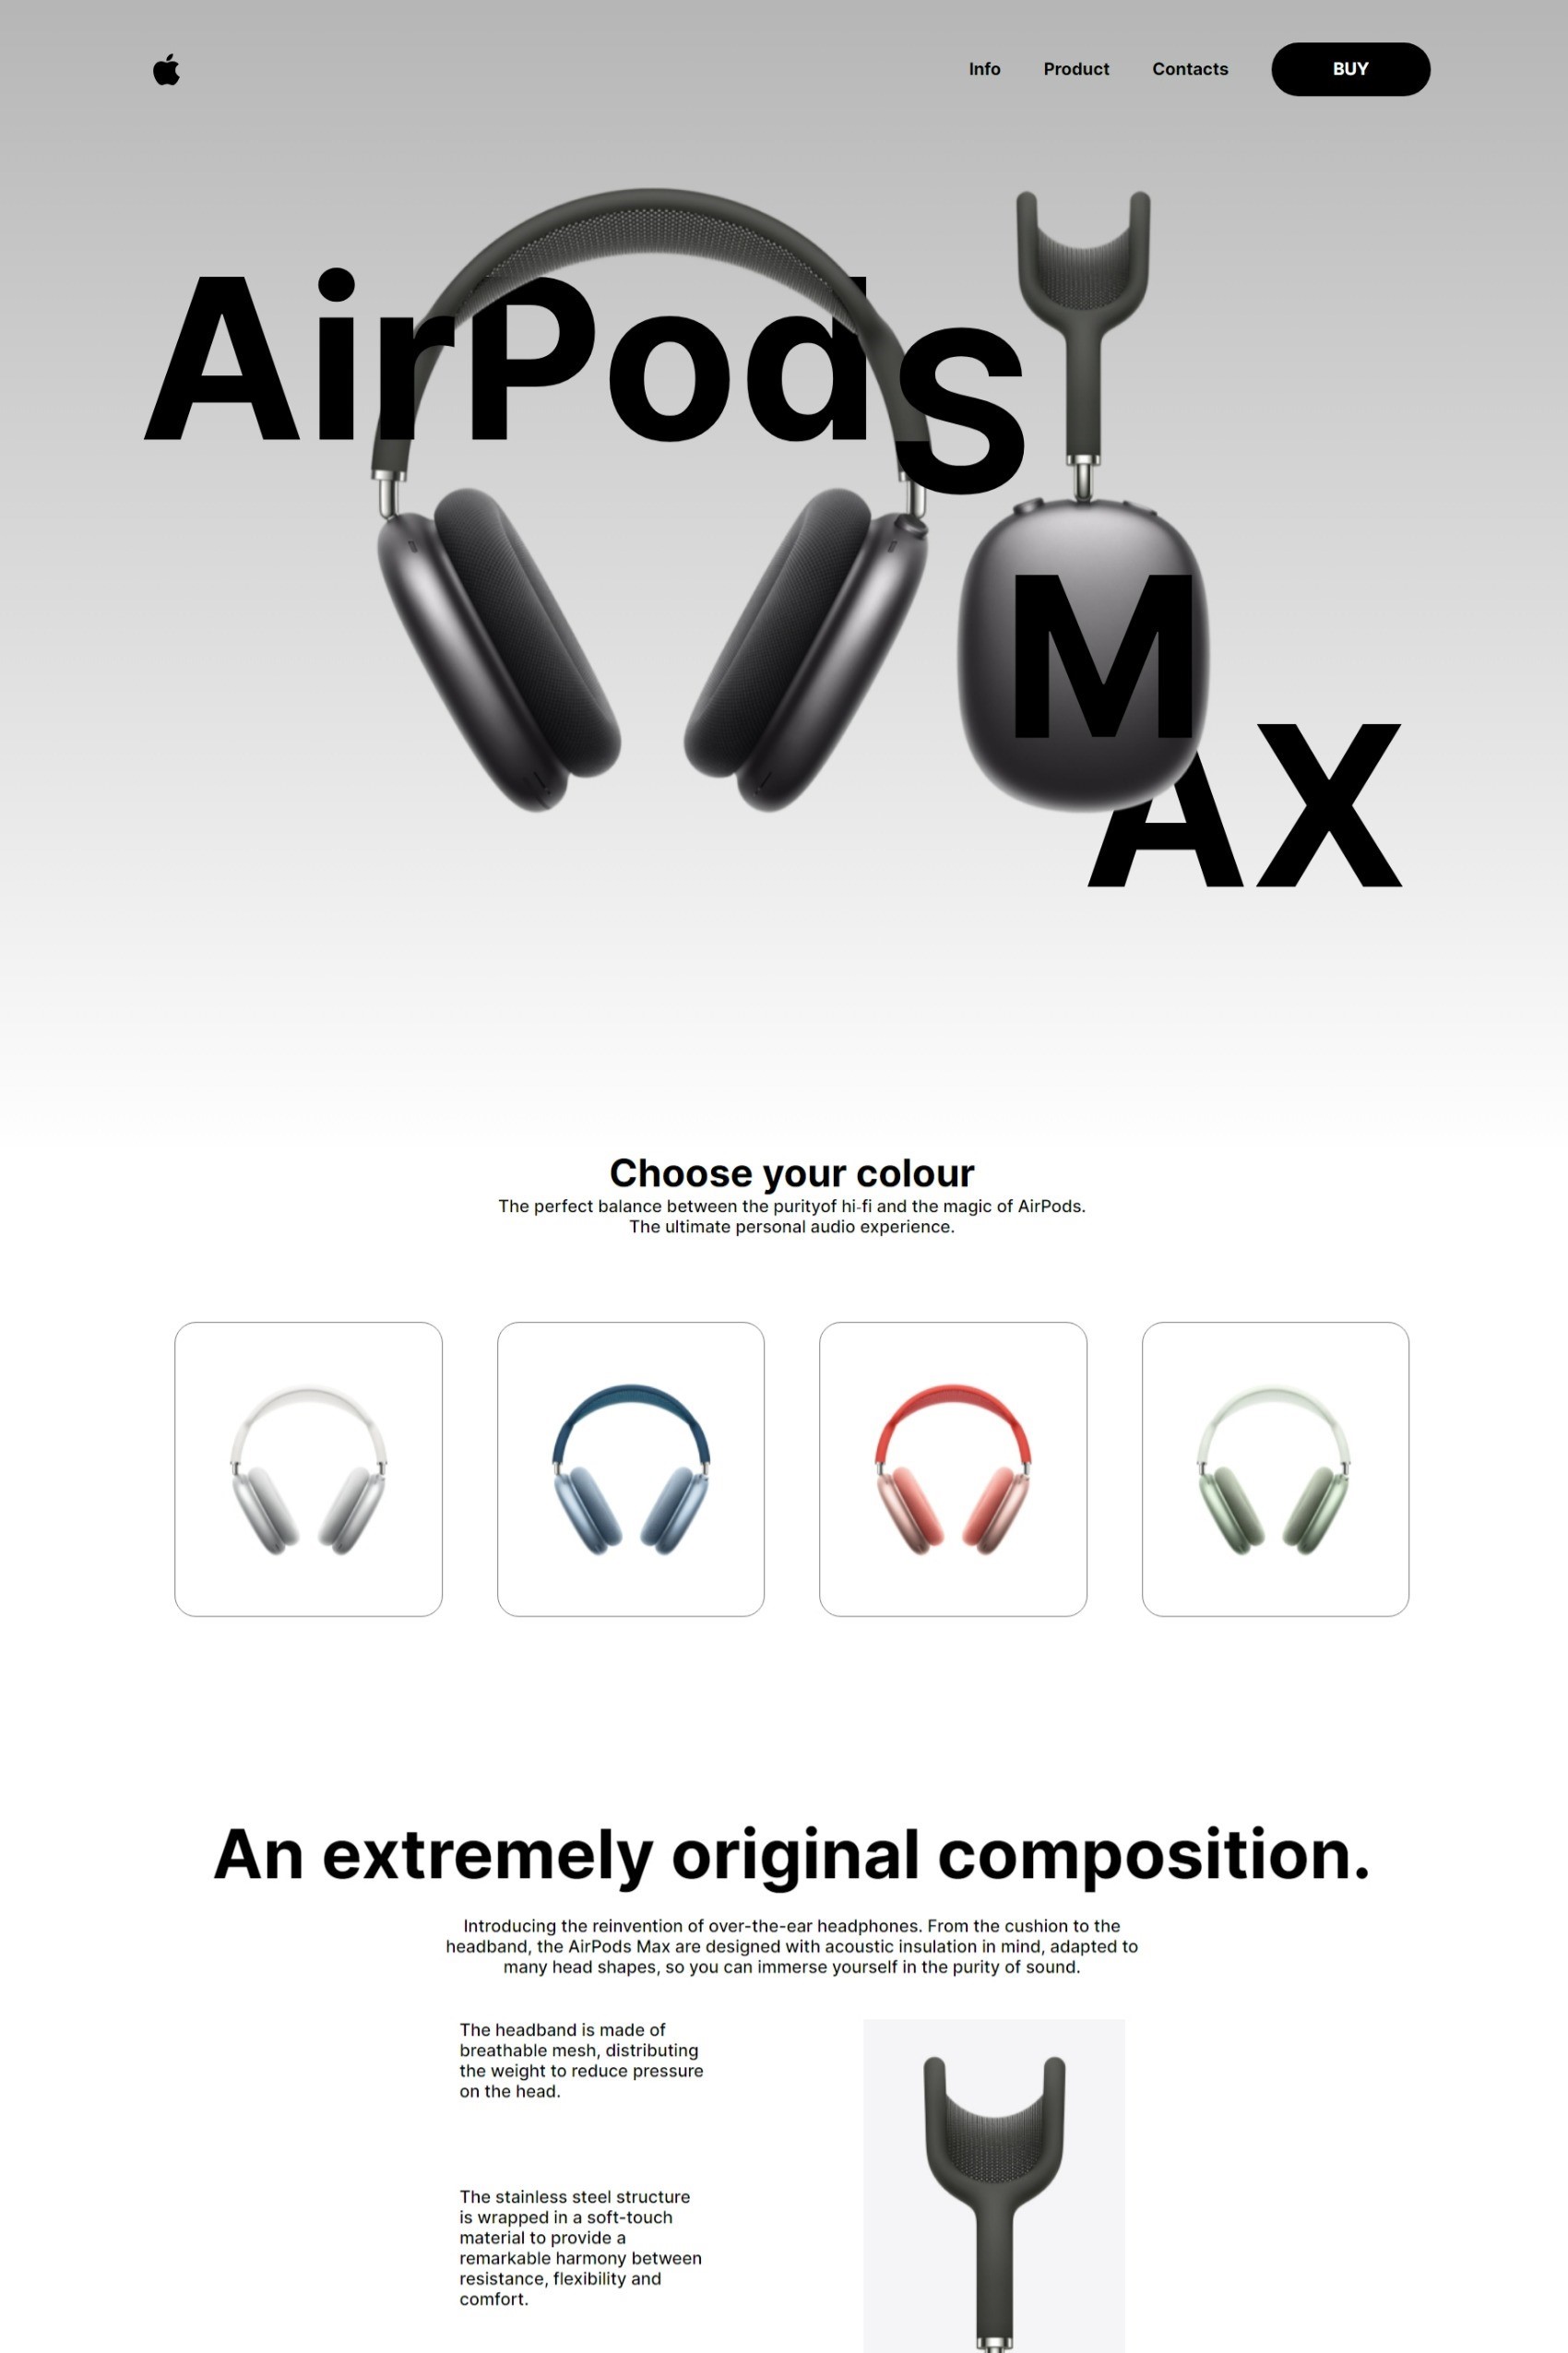 Info Product Contacts BUY
AirPods
M
AX
Choose your colour
The perfect balance between the purityof hi-fi and the magic of AirPods.
The ultimate personal audio experience.
An extremely original composition.
Introducing the reinvention of over-the-ear headphones. From the cushion to the
headband, the AirPods Max are designed with acoustic insulation in mind, adapted to
many head shapes, so you can immerse yourself in the purity of sound.
The headband is made of
breathable mesh, distributing
the weight to reduce pressure
on the head.
The stainless steel structure
is wrapped in a soft-touch
material to provide a
remarkable harmony between
resistance, flexibility and
comfort.